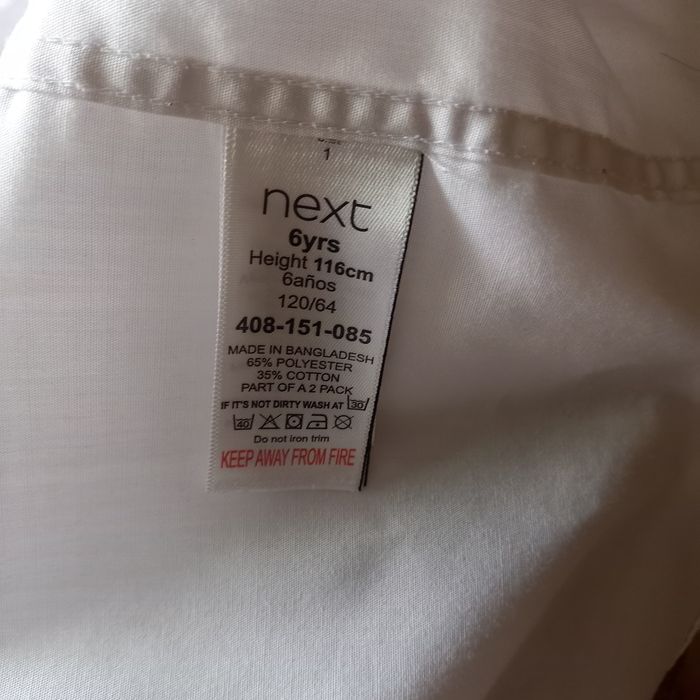 1
next
6yrs
Height 116cm
6años
120/64
408-151-085
MADE IN BANGLADESH
65% POLYESTER
35% COTTON
PART OF A 2 PACK
IF IT'S NOT DIRTY WASH AT 30
40
Do not iron trim
KEEP AWAY FROM FIRE